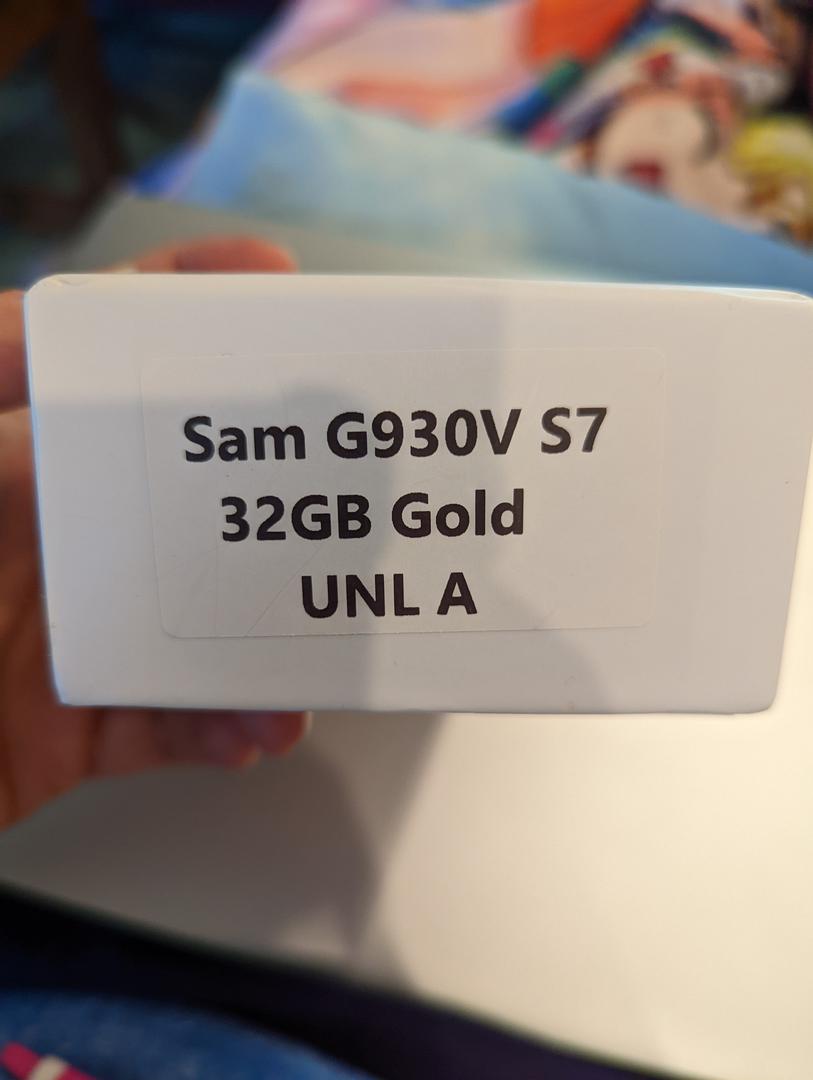 Sam G930V S7
32GB Gold
UNL A